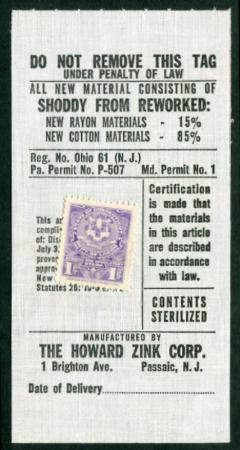 DO NOT REMOVE THIS TAG
UNDER PENALTY OF LAW
ALL NEW MATERIAL CONSISTING OF
SHODDY FROM REWORKED:
NEW RAYON MATERIALS - 15%
NEW COTTON MATERIALS - 85%
Reg. No. Ohio 61 (N. J.)
Pa. Permit No. P-507 Md. Permit No. 1
This
compli
of: Dis
July 3,
prove
appro
New
Statutes 26:
1 1
Certification
is made that
the materials
in this article
are described
in accordance
with law.
CONTENTS
STERILIZED
MANUFACTURED BY
THE HOWARD ZINK CORP.
1 Brighton Ave. Passaic, N. J.
Date of Delivery